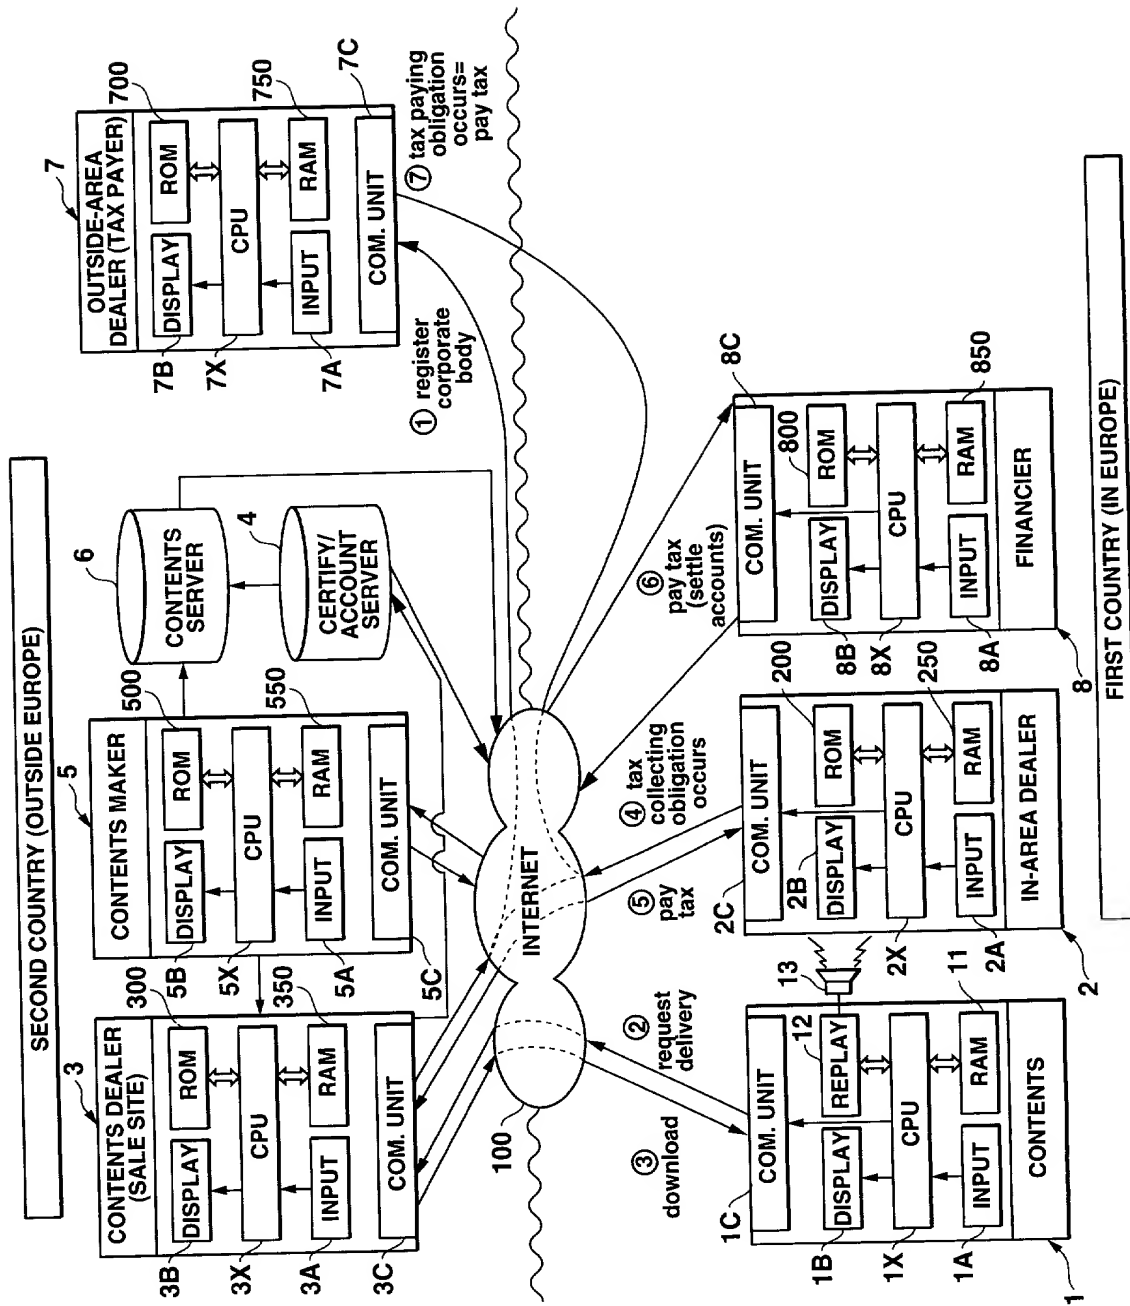 SECOND COUNTRY (OUTSIDE EUROPE)
3
CONTENTS DEALER
(SALE SITE)
300
3B
DISPLAY
ROM
3X
CPU
350
3A
INPUT
RAM
3C
COM. UNIT
5
CONTENTS MAKER
500
5B
DISPLAY
ROM
5X
CPU
550
5A
INPUT
RAM
5C
COM. UNIT
6
CONTENTS
SERVER
4
CERTIFY/
ACCOUNT
SERVER
7
OUTSIDE-AREA
DEALER (TAX PAYER)
700
7B
DISPLAY
ROM
7X
CPU
750
7A
INPUT
RAM
7C
COM. UNIT
① register
corporate
body
⑦ tax paying
obligation
occurs=
pay tax
100
INTERNET
③
download
②
request
delivery
⑤
pay
tax
④ tax
collecting
obligation
occurs
⑥
pay tax
(settle
accounts)
1C
COM. UNIT
1B
DISPLAY
12
REPLAY
13
1X
CPU
11
1A
INPUT
RAM
CONTENTS
1
2C
COM. UNIT
200
2B
DISPLAY
ROM
2X
CPU
250
2A
INPUT
RAM
IN-AREA DEALER
2
8C
COM. UNIT
800
8B
DISPLAY
ROM
8X
CPU
850
8A
INPUT
RAM
FINANCIER
8
FIRST COUNTRY (IN EUROPE)